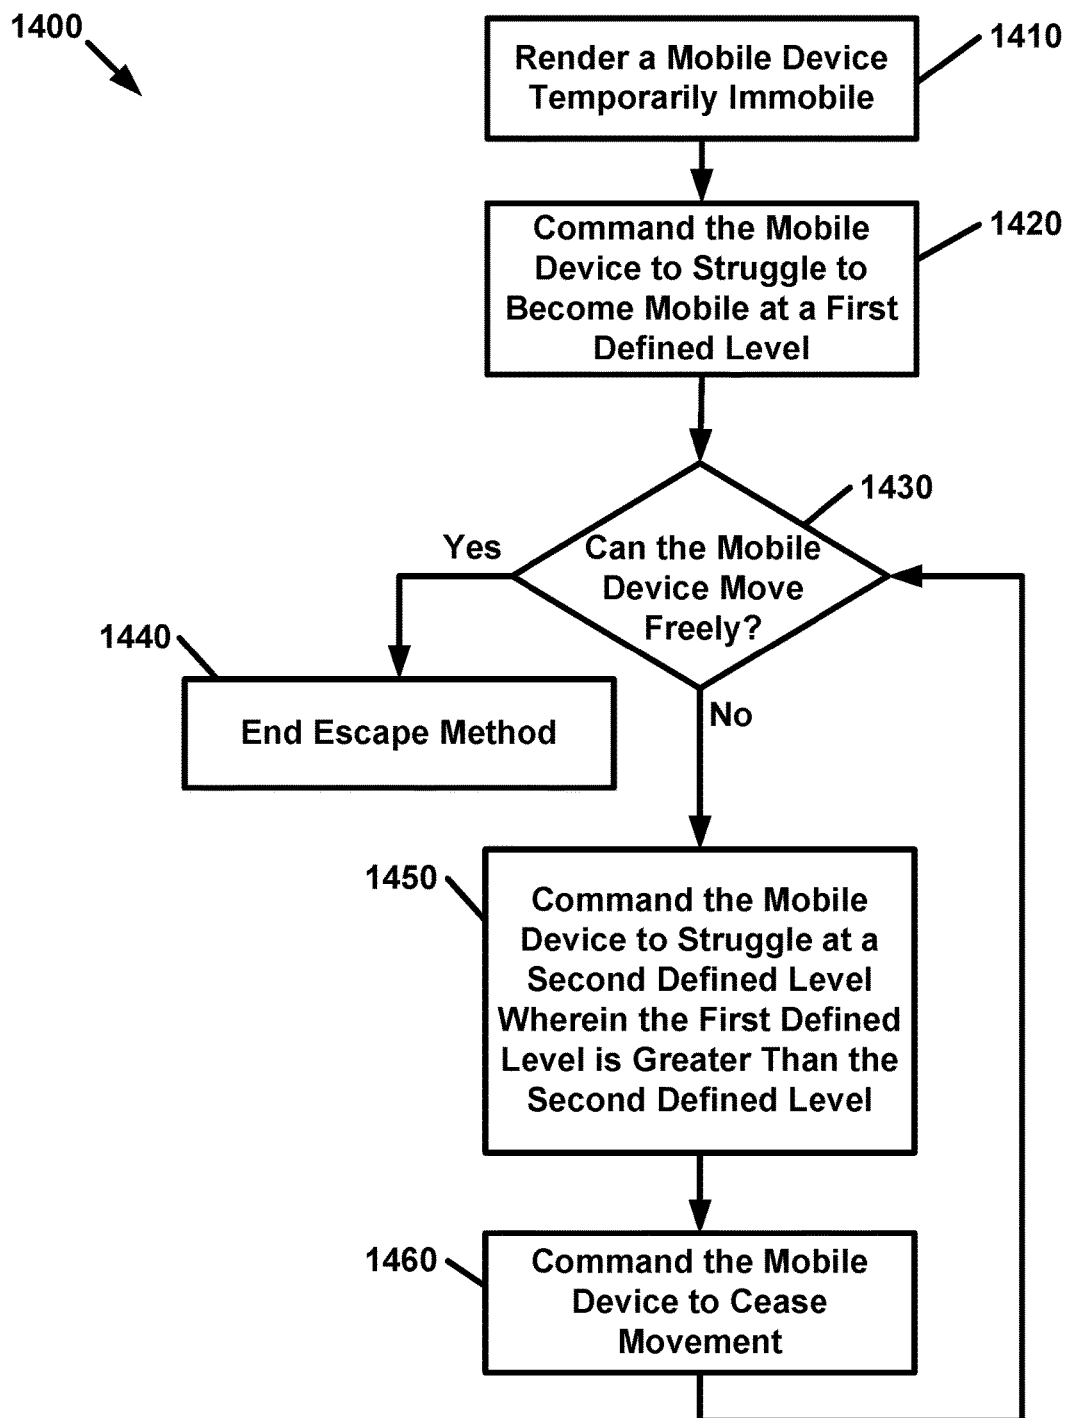 1400
1410
Render a Mobile Device
Temporarily Immobile
1420
Command the Mobile
Device to Struggle to
Become Mobile at a First
Defined Level
1430
Can the Mobile
Device Move
Freely?
Yes
1440
End Escape Method
No
1450
Command the Mobile
Device to Struggle at a
Second Defined Level
Wherein the First Defined
Level is Greater Than the
Second Defined Level
1460
Command the Mobile
Device to Cease
Movement